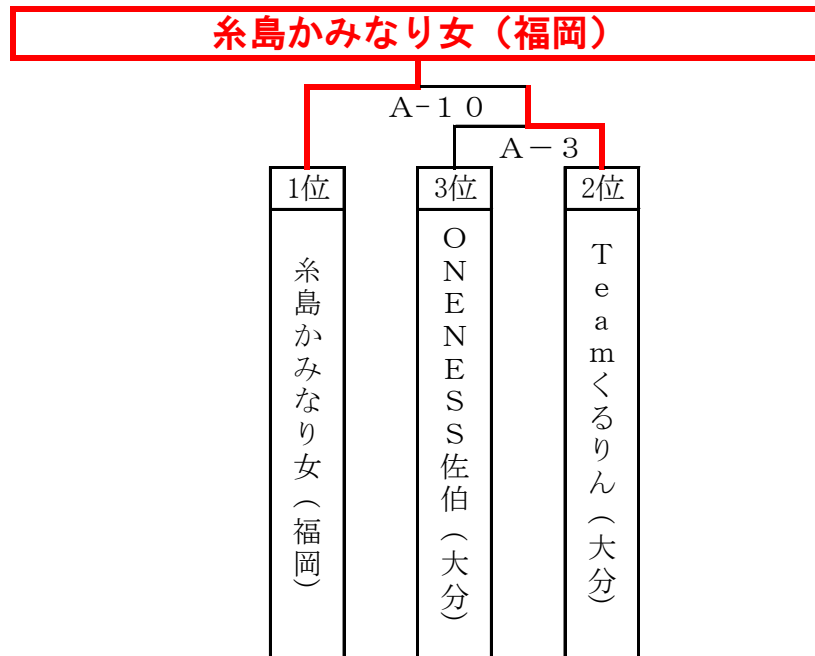 糸島かみなり女（福岡）
A-１０
A－３
1位
3位
2位
糸島かみなり女（福岡）
ＯＮＥＮＥＳＳ佐伯（大分）
Ｔｅａｍくるりん（大分）